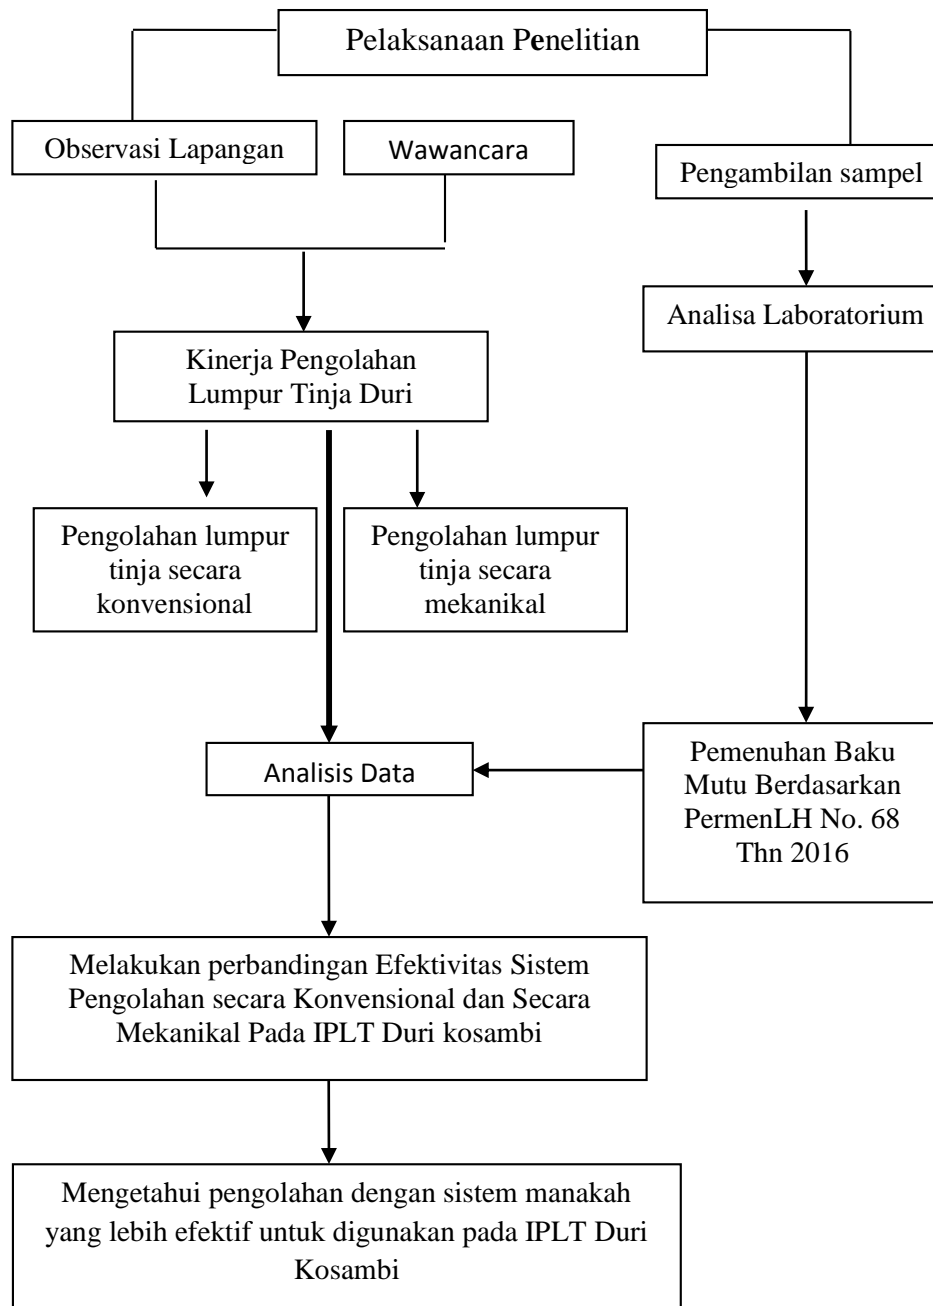 Pelaksanaan Penelitian
Observasi Lapangan
Wawancara
Pengambilan sampel
Analisa Laboratorium
Kinerja Pengolahan
Lumpur Tinja Duri
Pengolahan lumpur
tinja secara
konvensional
Pengolahan lumpur
tinja secara
mekanikal
Analisis Data
Pemenuhan Baku
Mutu Berdasarkan
PermenLH No. 68
Thn 2016
Melakukan perbandingan Efektivitas Sistem
Pengolahan secara Konvensional dan Secara
Mekanikal Pada IPLT Duri kosambi
Mengetahui pengolahan dengan sistem manakah
yang lebih efektif untuk digunakan pada IPLT Duri
Kosambi